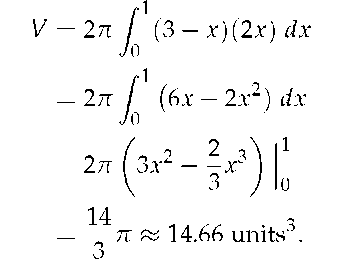 V = 2π ∫₀¹ (3 − x)(2x) dx
= 2π ∫₀¹ (6x − 2x²) dx
2π (3x² − 2/3 x³) |₀¹
= 14/3 π ≈ 14.66 units³.